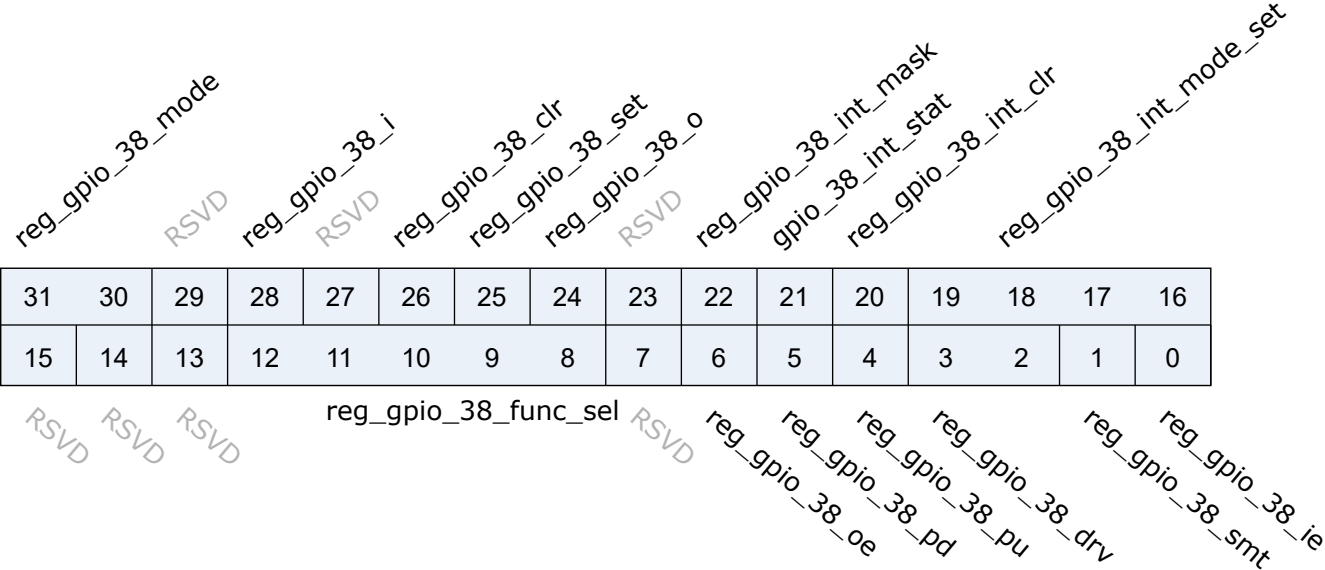 reg_gpio_38_mode
RSVD
reg_gpio_38_i
RSVD
reg_gpio_38_clr
reg_gpio_38_set
reg_gpio_38_o
RSVD
reg_gpio_38_int_mask
gpio_38_int_stat
reg_gpio_38_int_clr
reg_gpio_38_int_mode_set
31 30 29 28 27 26 25 24 23 22 21 20 19 18 17 16
15 14 13 12 11 10 9 8 7 6 5 4 3 2 1 0
RSVD
RSVD
RSVD
reg_gpio_38_func_sel
RSVD
reg_gpio_38_oe
reg_gpio_38_pd
reg_gpio_38_pu
reg_gpio_38_drv
reg_gpio_38_smt
reg_gpio_38_ie